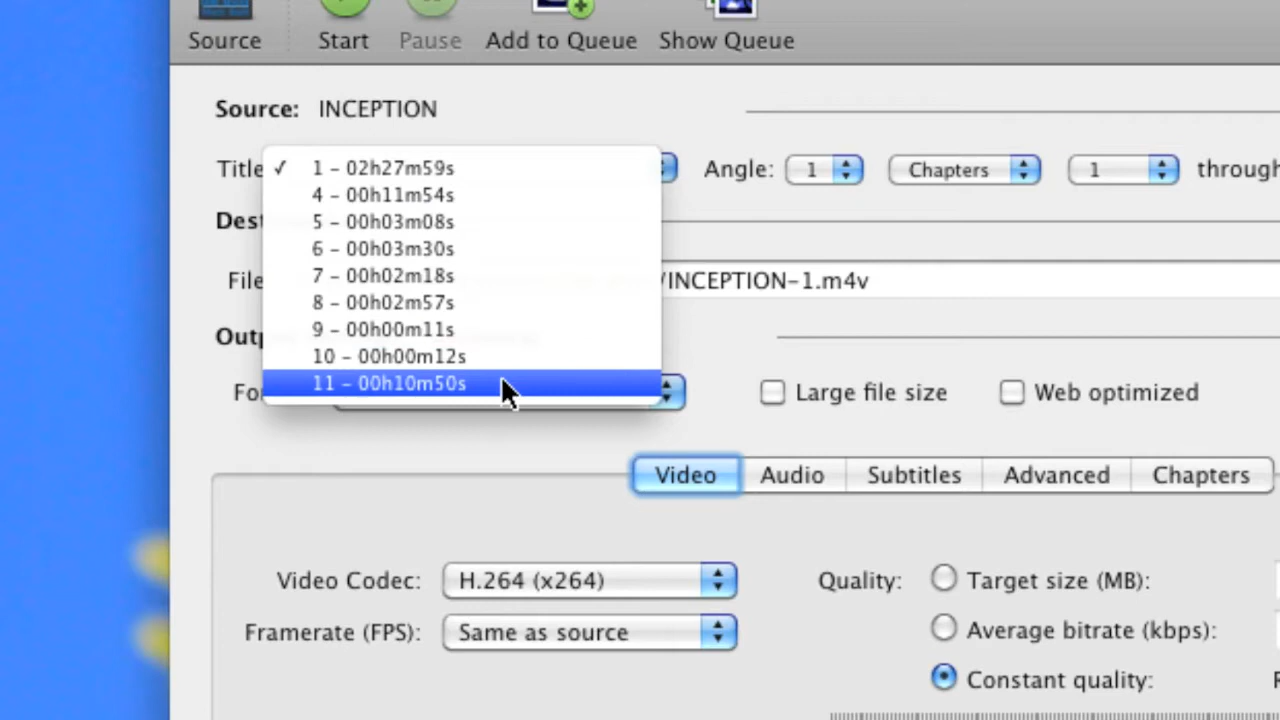 Source Start Pause Add to Queue Show Queue
Source: INCEPTION
Title ✓ 1 – 02h27m59s Angle: 1 Chapters 1 through
4 – 00h11m54s
5 – 00h03m08s
6 – 00h03m30s
7 – 00h02m18s
8 – 00h02m57s
9 – 00h00m11s
10 – 00h00m12s
11 – 00h10m50s
Dest
File /INCEPTION-1.m4v
Outp
Fo Large file size Web optimized
Video Audio Subtitles Advanced Chapters
Video Codec: H.264 (x264) Quality: Target size (MB):
Framerate (FPS): Same as source Average bitrate (kbps):
Constant quality: